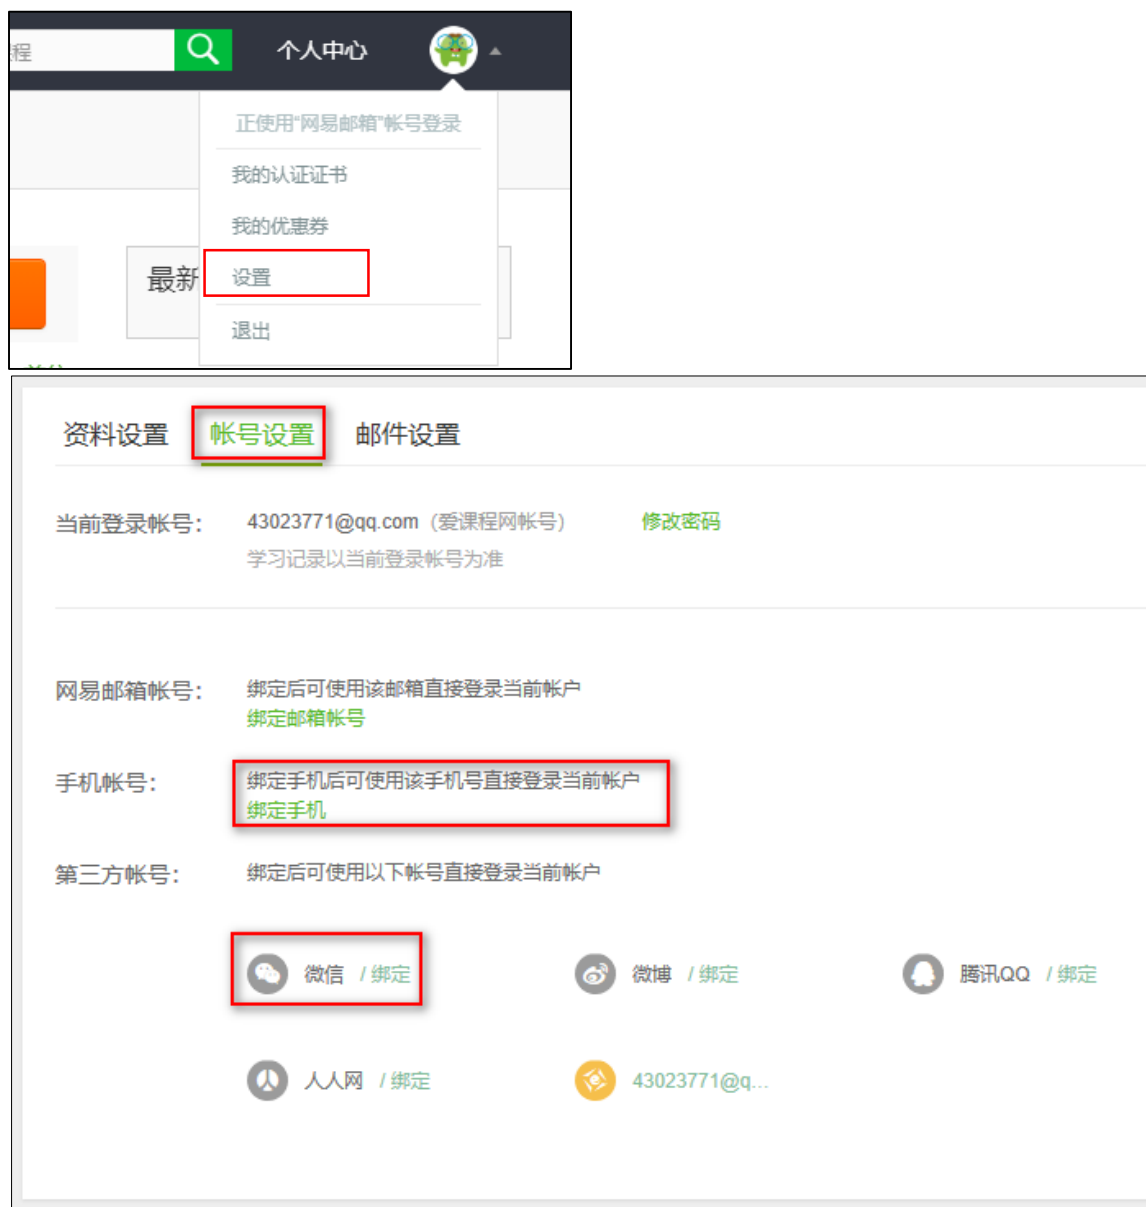 程
个人中心
正使用“网易邮箱”帐号登录
我的认证证书
我的优惠券
最新
设置
退出
资料设置 帐号设置 邮件设置
当前登录帐号： 43023771@qq.com（爱课程网帐号） 修改密码
学习记录以当前登录帐号为准
网易邮箱帐号： 绑定后可使用该邮箱直接登录当前帐户
绑定邮箱帐号
手机帐号： 绑定手机后可使用该手机号直接登录当前帐户
绑定手机
第三方帐号： 绑定后可使用以下帐号直接登录当前帐户
微信 / 绑定 微博 / 绑定 腾讯QQ / 绑定
人人网 / 绑定 43023771@q...